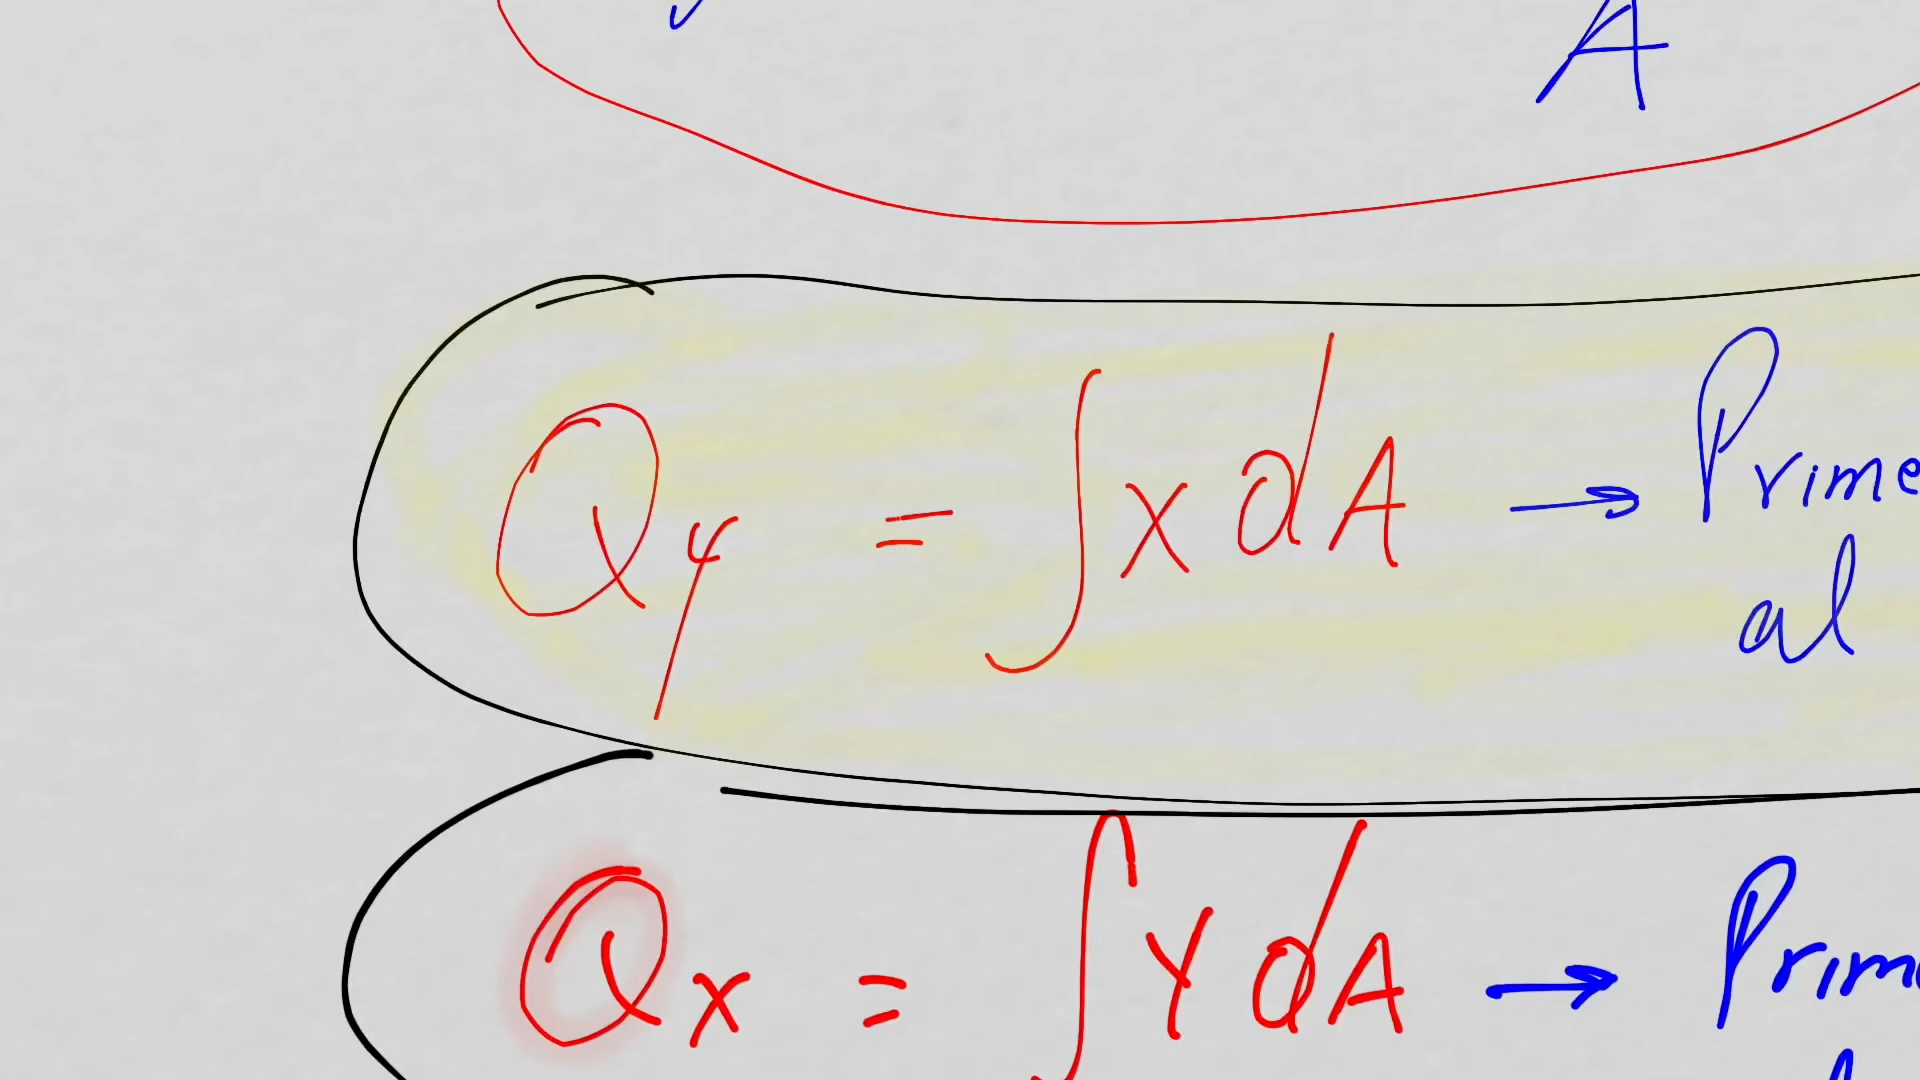 A
Qy = ∫ x dA → Prime
al
Qx = ∫ y dA → Prim